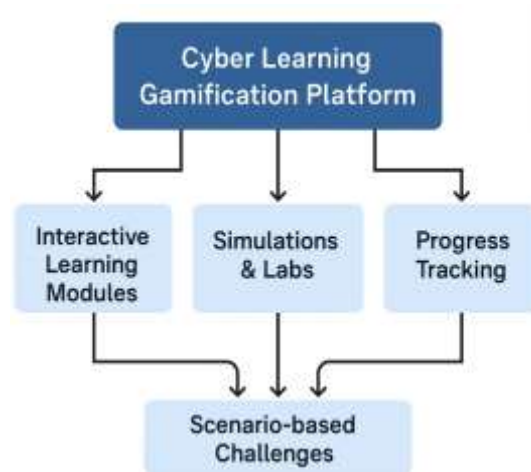 Cyber Learning
Gamification Platform
Interactive
Learning
Modules
Simulations
& Labs
Progress
Tracking
Scenario-based
Challenges